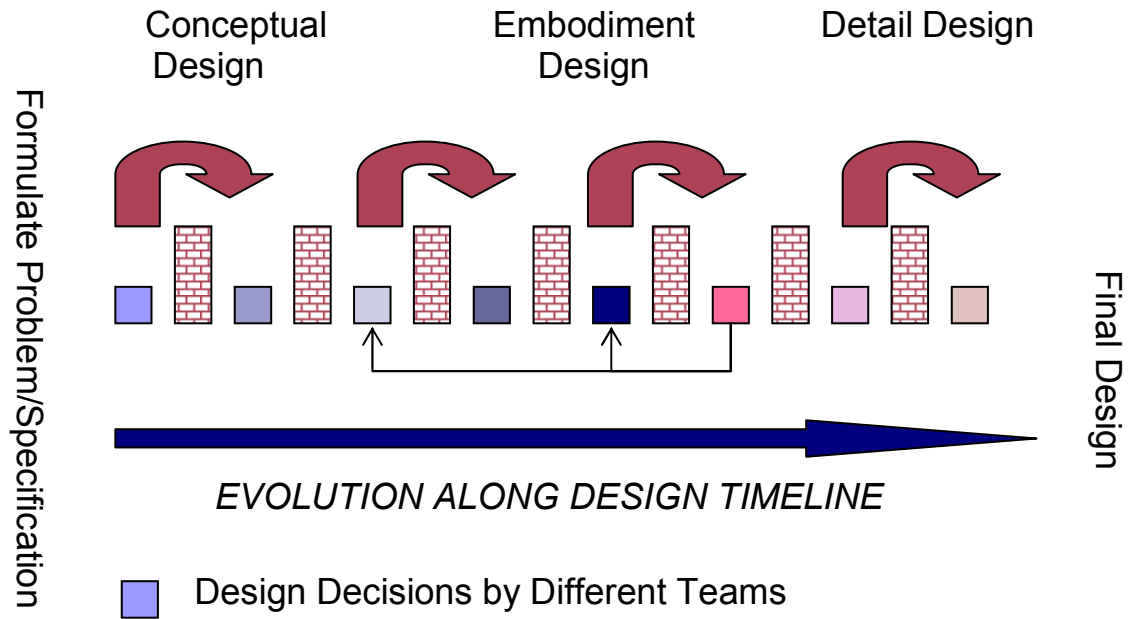 Conceptual
Design
Embodiment
Design
Detail Design
Formulate Problem/Specification
Final Design
EVOLUTION ALONG DESIGN TIMELINE
Design Decisions by Different Teams